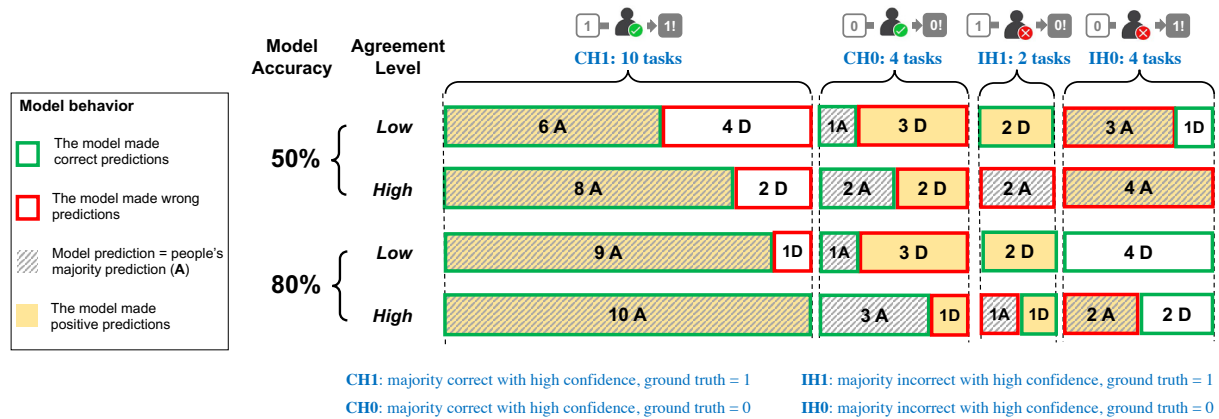 1 1! 0 0! 1 0! 0 1!
Model Accuracy
Agreement Level
CH1: 10 tasks
CH0: 4 tasks
IH1: 2 tasks
IH0: 4 tasks
Model behavior
The model made correct predictions
The model made wrong predictions
Model prediction = people's majority prediction (A)
The model made positive predictions
50%
Low
6 A 4 D 1A 3 D 2 D 3 A 1D
High
8 A 2 D 2 A 2 D 2 A 4 A
80%
Low
9 A 1D 1A 3 D 2 D 4 D
High
10 A 3 A 1D 1A 1D 2 A 2 D
CH1: majority correct with high confidence, ground truth = 1
IH1: majority incorrect with high confidence, ground truth = 1
CH0: majority correct with high confidence, ground truth = 0
IH0: majority incorrect with high confidence, ground truth = 0